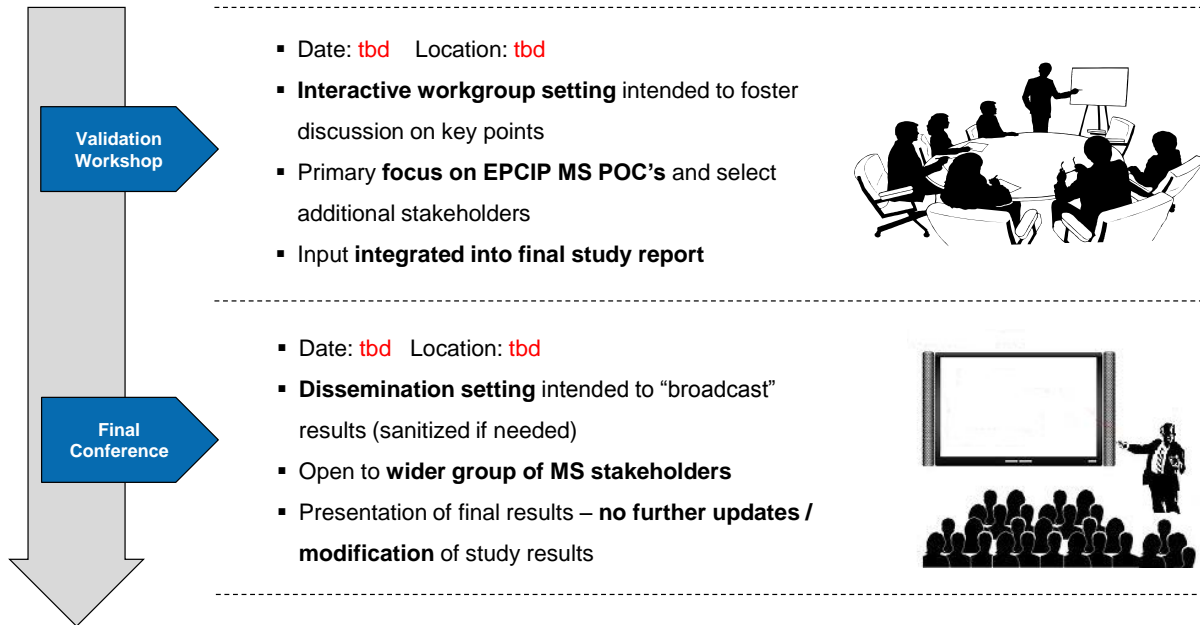 Validation
Workshop
▪ Date: tbd Location: tbd
▪ Interactive workgroup setting intended to foster
discussion on key points
▪ Primary focus on EPCIP MS POC’s and select
additional stakeholders
▪ Input integrated into final study report
Final
Conference
▪ Date: tbd Location: tbd
▪ Dissemination setting intended to “broadcast”
results (sanitized if needed)
▪ Open to wider group of MS stakeholders
▪ Presentation of final results – no further updates /
modification of study results